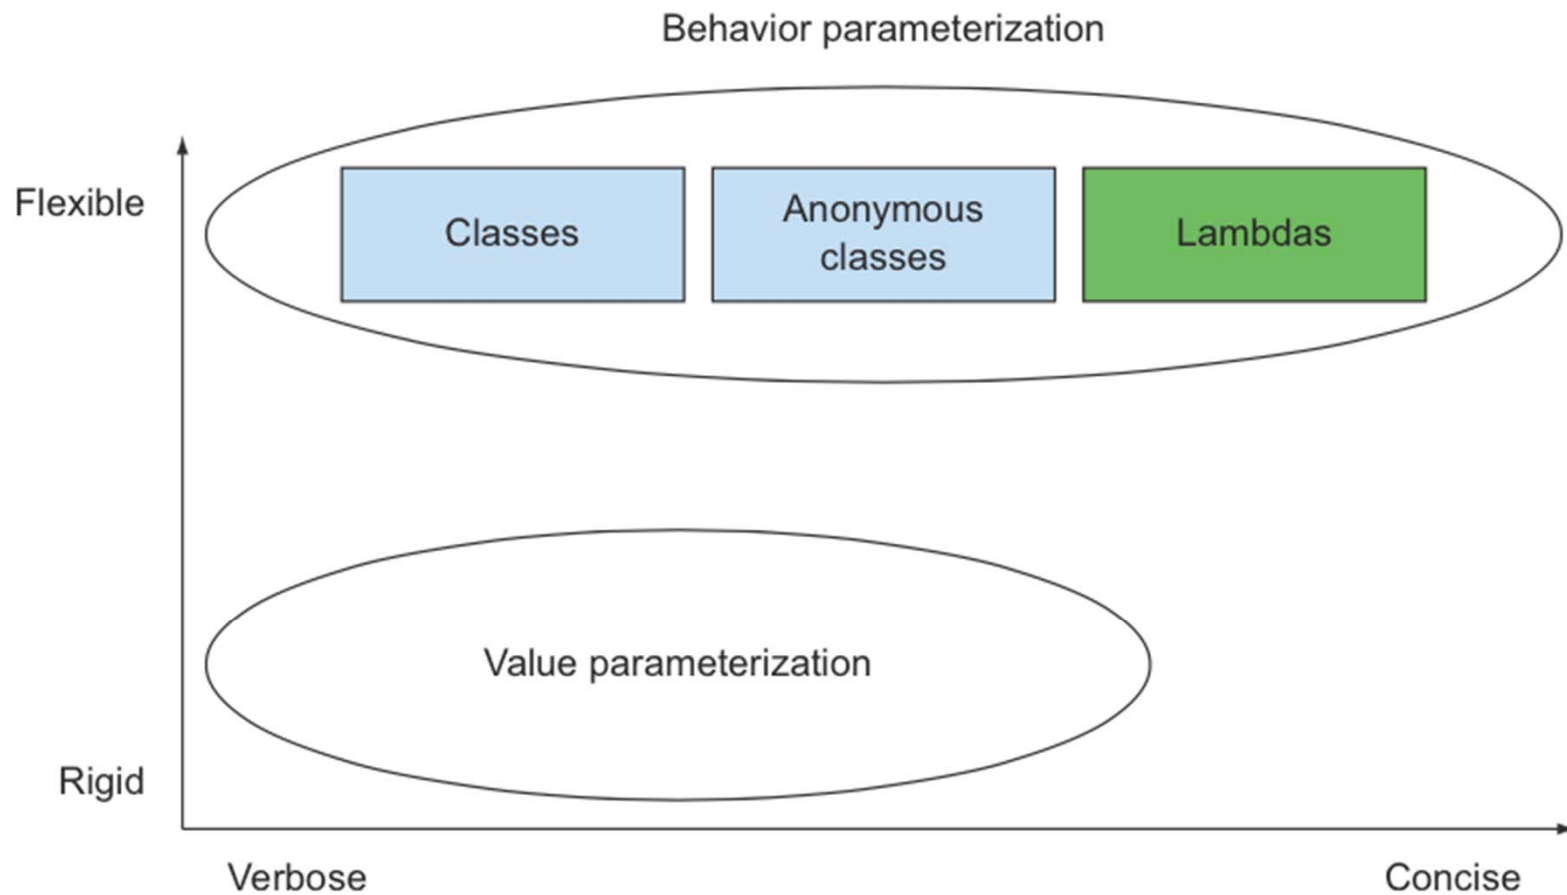 Behavior parameterization
Flexible
Classes
Anonymous
classes
Lambdas
Value parameterization
Rigid
Verbose
Concise